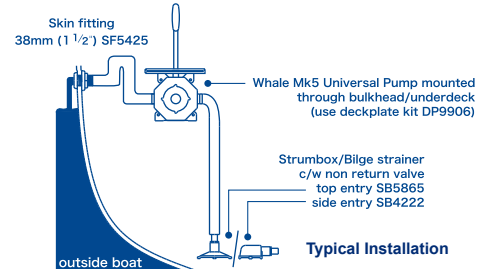 Skin fitting
38mm (1 1/2") SF5425
Whale Mk5 Universal Pump mounted
through bulkhead/underdeck
(use deckplate kit DP9906)
Strumbox/Bilge strainer
c/w non return valve
top entry SB5865
side entry SB4222
Typical Installation
outside boat